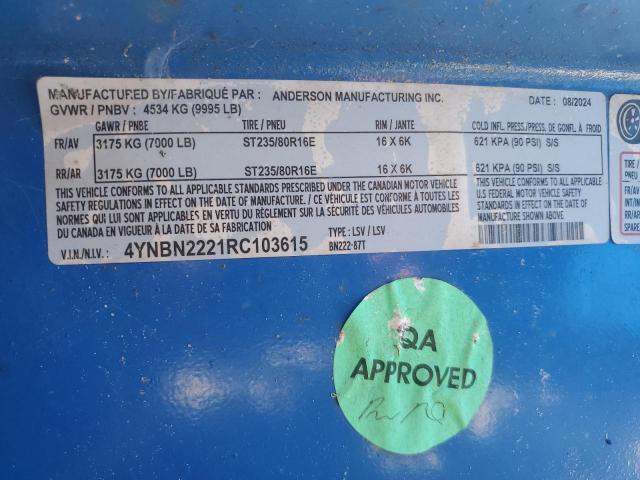 MANUFACTURED BY/FABRIQUÉ PAR : ANDERSON MANUFACTURING INC. DATE : 08/2024
GVWR / PNBV : 4534 KG (9995 LB)
GAWR / PNBE TIRE / PNEU RIM / JANTE COLD INFL. PRESS./PRESS. DE GONFL. À FROID
FR/AV 3175 KG (7000 LB) ST235/80R16E 16 X 6K 621 KPA (90 PSI) S/S
RR/AR 3175 KG (7000 LB) ST235/80R16E 16 X 6K 621 KPA (90 PSI) S/S
THIS VEHICLE CONFORMS TO ALL APPLICABLE STANDARDS PRESCRIBED UNDER THE CANADIAN MOTOR VEHICLE
SAFETY REGULATIONS IN EFFECT ON THE DATE OF MANUFACTURE. / CE VÉHICULE EST CONFORME À TOUTES LES
NORMES QUI LUI SONT APPLICABLES EN VERTU DU RÈGLEMENT SUR LA SÉCURITÉ DES VÉHICULES AUTOMOBILES
DU CANADA EN VIGUEUR À LA DATE DE SA FABRICATION
THIS VEHICLE CONFORMS TO ALL APPLICABLE
U.S FEDERAL MOTOR VEHICLE SAFETY
STANDARDS IN EFFECT ON THE DATE OF
MANUFACTURE SHOWN ABOVE.
V.I.N./N.I.V.: 4YNBN2221RC103615 TYPE: LSV / LSV
BN222-87T
TIRE /
PNEU
FR/
AV
RR/
AR
SPARE
QA
APPROVED